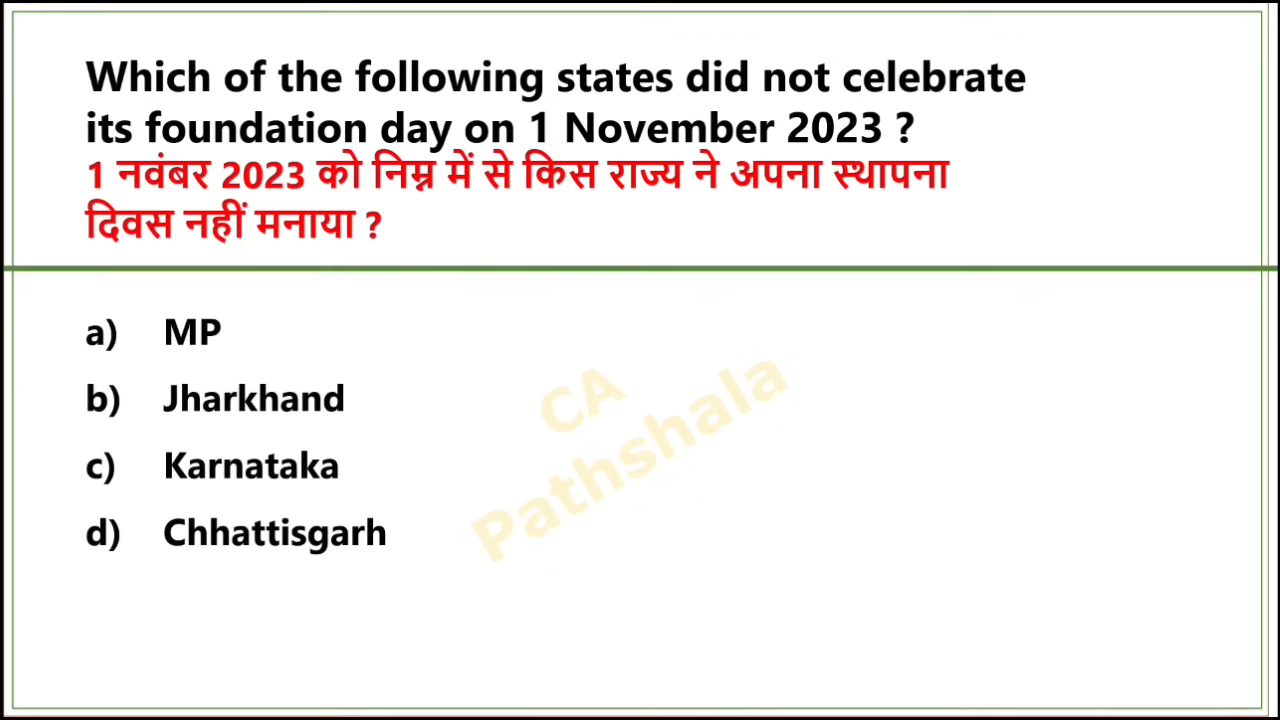 Which of the following states did not celebrate
its foundation day on 1 November 2023 ?
1 नवंबर 2023 को निम्न में से किस राज्य ने अपना स्थापना
दिवस नहीं मनाया ?
a) MP
b) Jharkhand
c) Karnataka
d) Chhattisgarh
CA
Pathshala